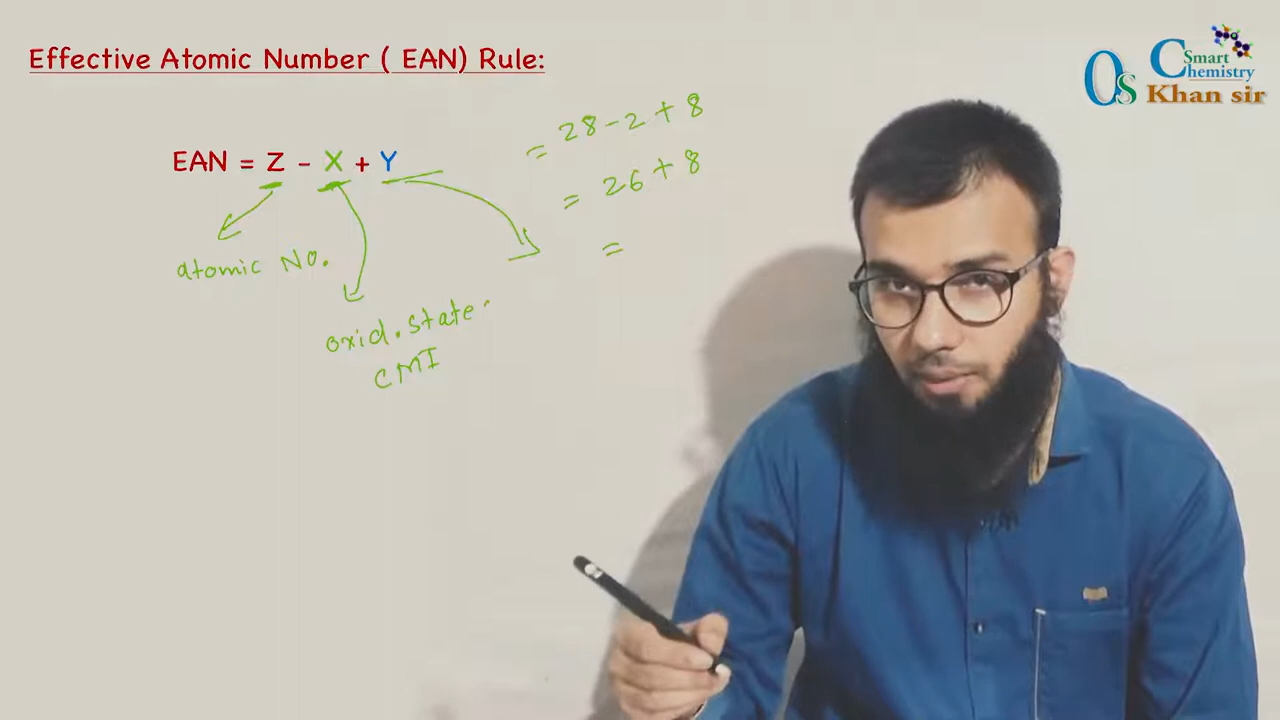 Effective Atomic Number ( EAN) Rule:
Os Smart Chemistry
Khan sir
EAN = Z - X + Y
= 28 - 2 + 8
= 26 + 8
=
atomic No.
oxid. state
CMI